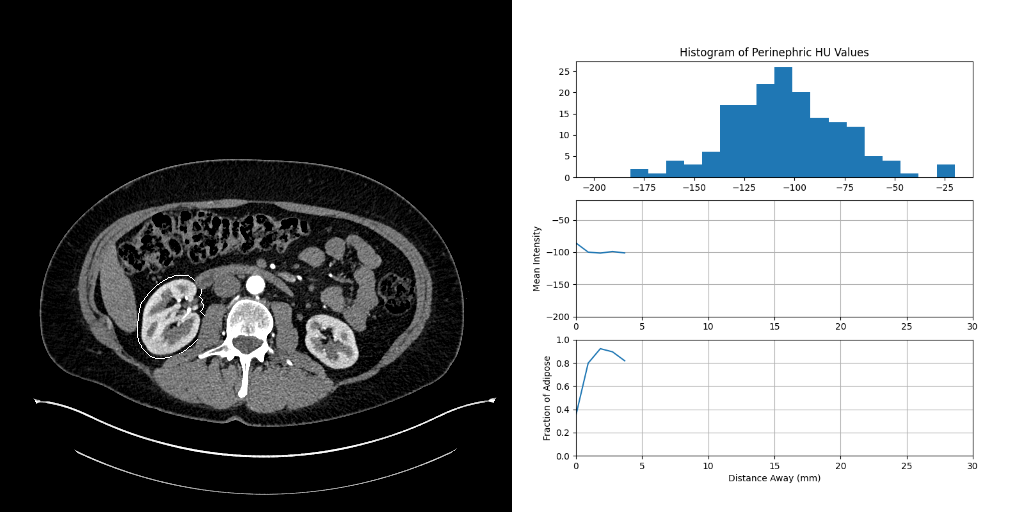 Histogram of Perinephric HU Values
25
20
15
10
5
0
−200 −175 −150 −125 −100 −75 −50 −25
Mean Intensity
−50
−100
−150
−200
0 5 10 15 20 25 30
Fraction of Adipose
1.0
0.8
0.6
0.4
0.2
0.0
0 5 10 15 20 25 30
Distance Away (mm)